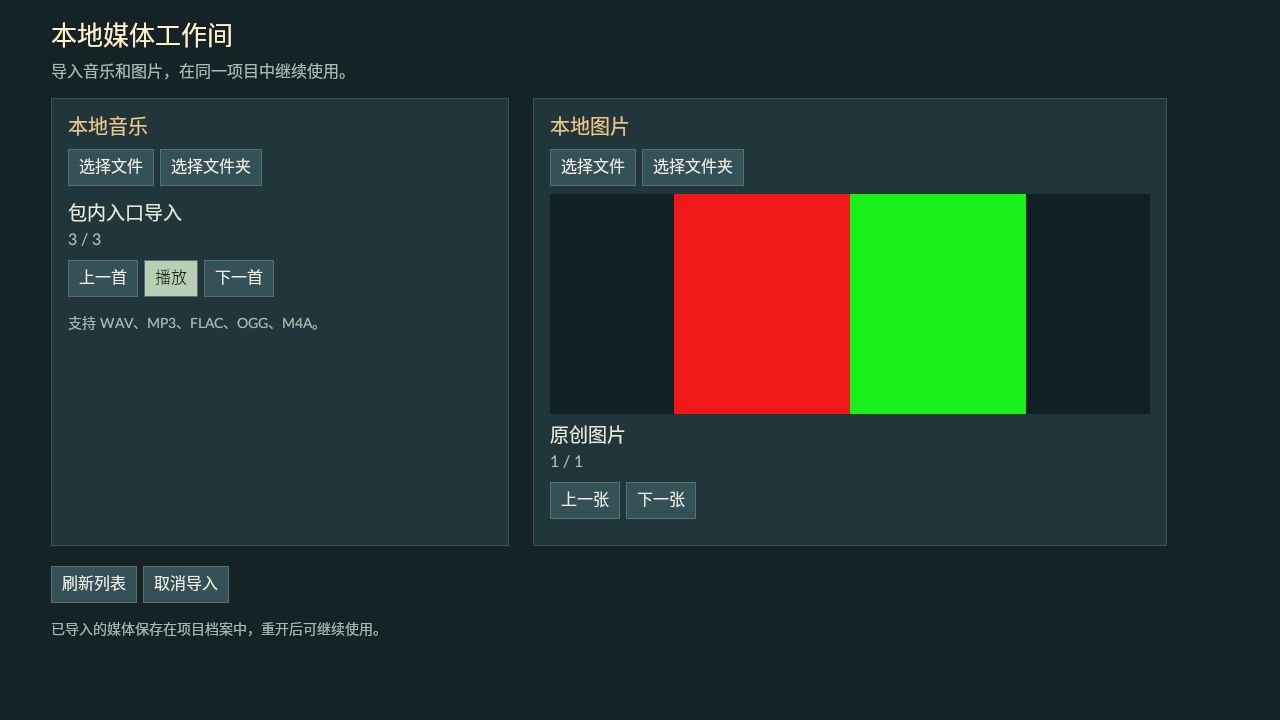 本地媒体工作间
导入音乐和图片，在同一项目中继续使用。
本地音乐
选择文件 选择文件夹
包内入口导入
3 / 3
上一首 播放 下一首
支持 WAV、MP3、FLAC、OGG、M4A。
本地图片
选择文件 选择文件夹
原创图片
1 / 1
上一张 下一张
刷新列表 取消导入
已导入的媒体保存在项目档案中，重开后可继续使用。